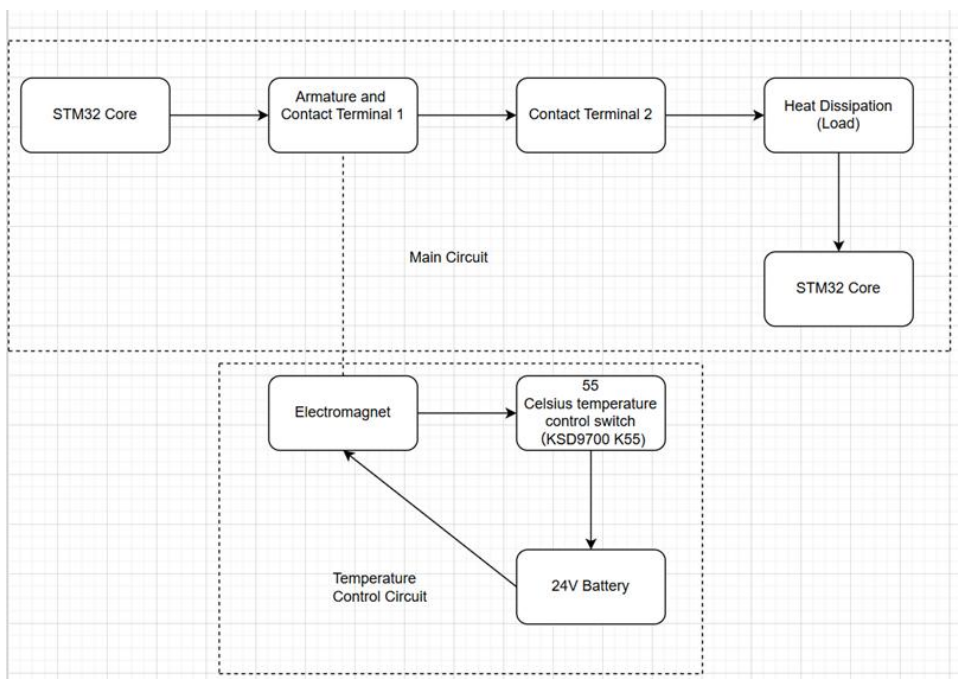 STM32 Core
Armature and
Contact Terminal 1
Contact Terminal 2
Heat Dissipation
(Load)
Main Circuit
STM32 Core
Electromagnet
55
Celsius temperature
control switch
(KSD9700 K55)
Temperature
Control Circuit
24V Battery